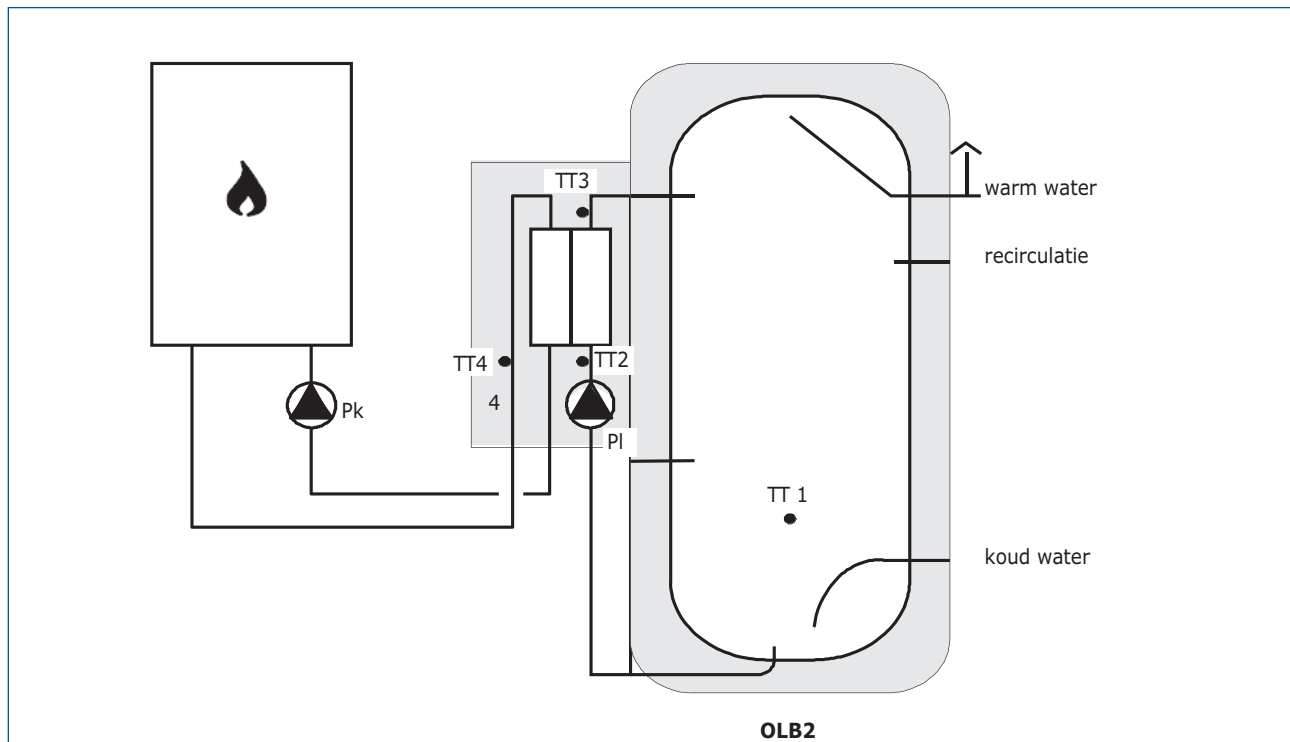 TT3
warm water
recirculatie
TT4
TT2
4
Pk
Pl
TT 1
koud water
OLB2